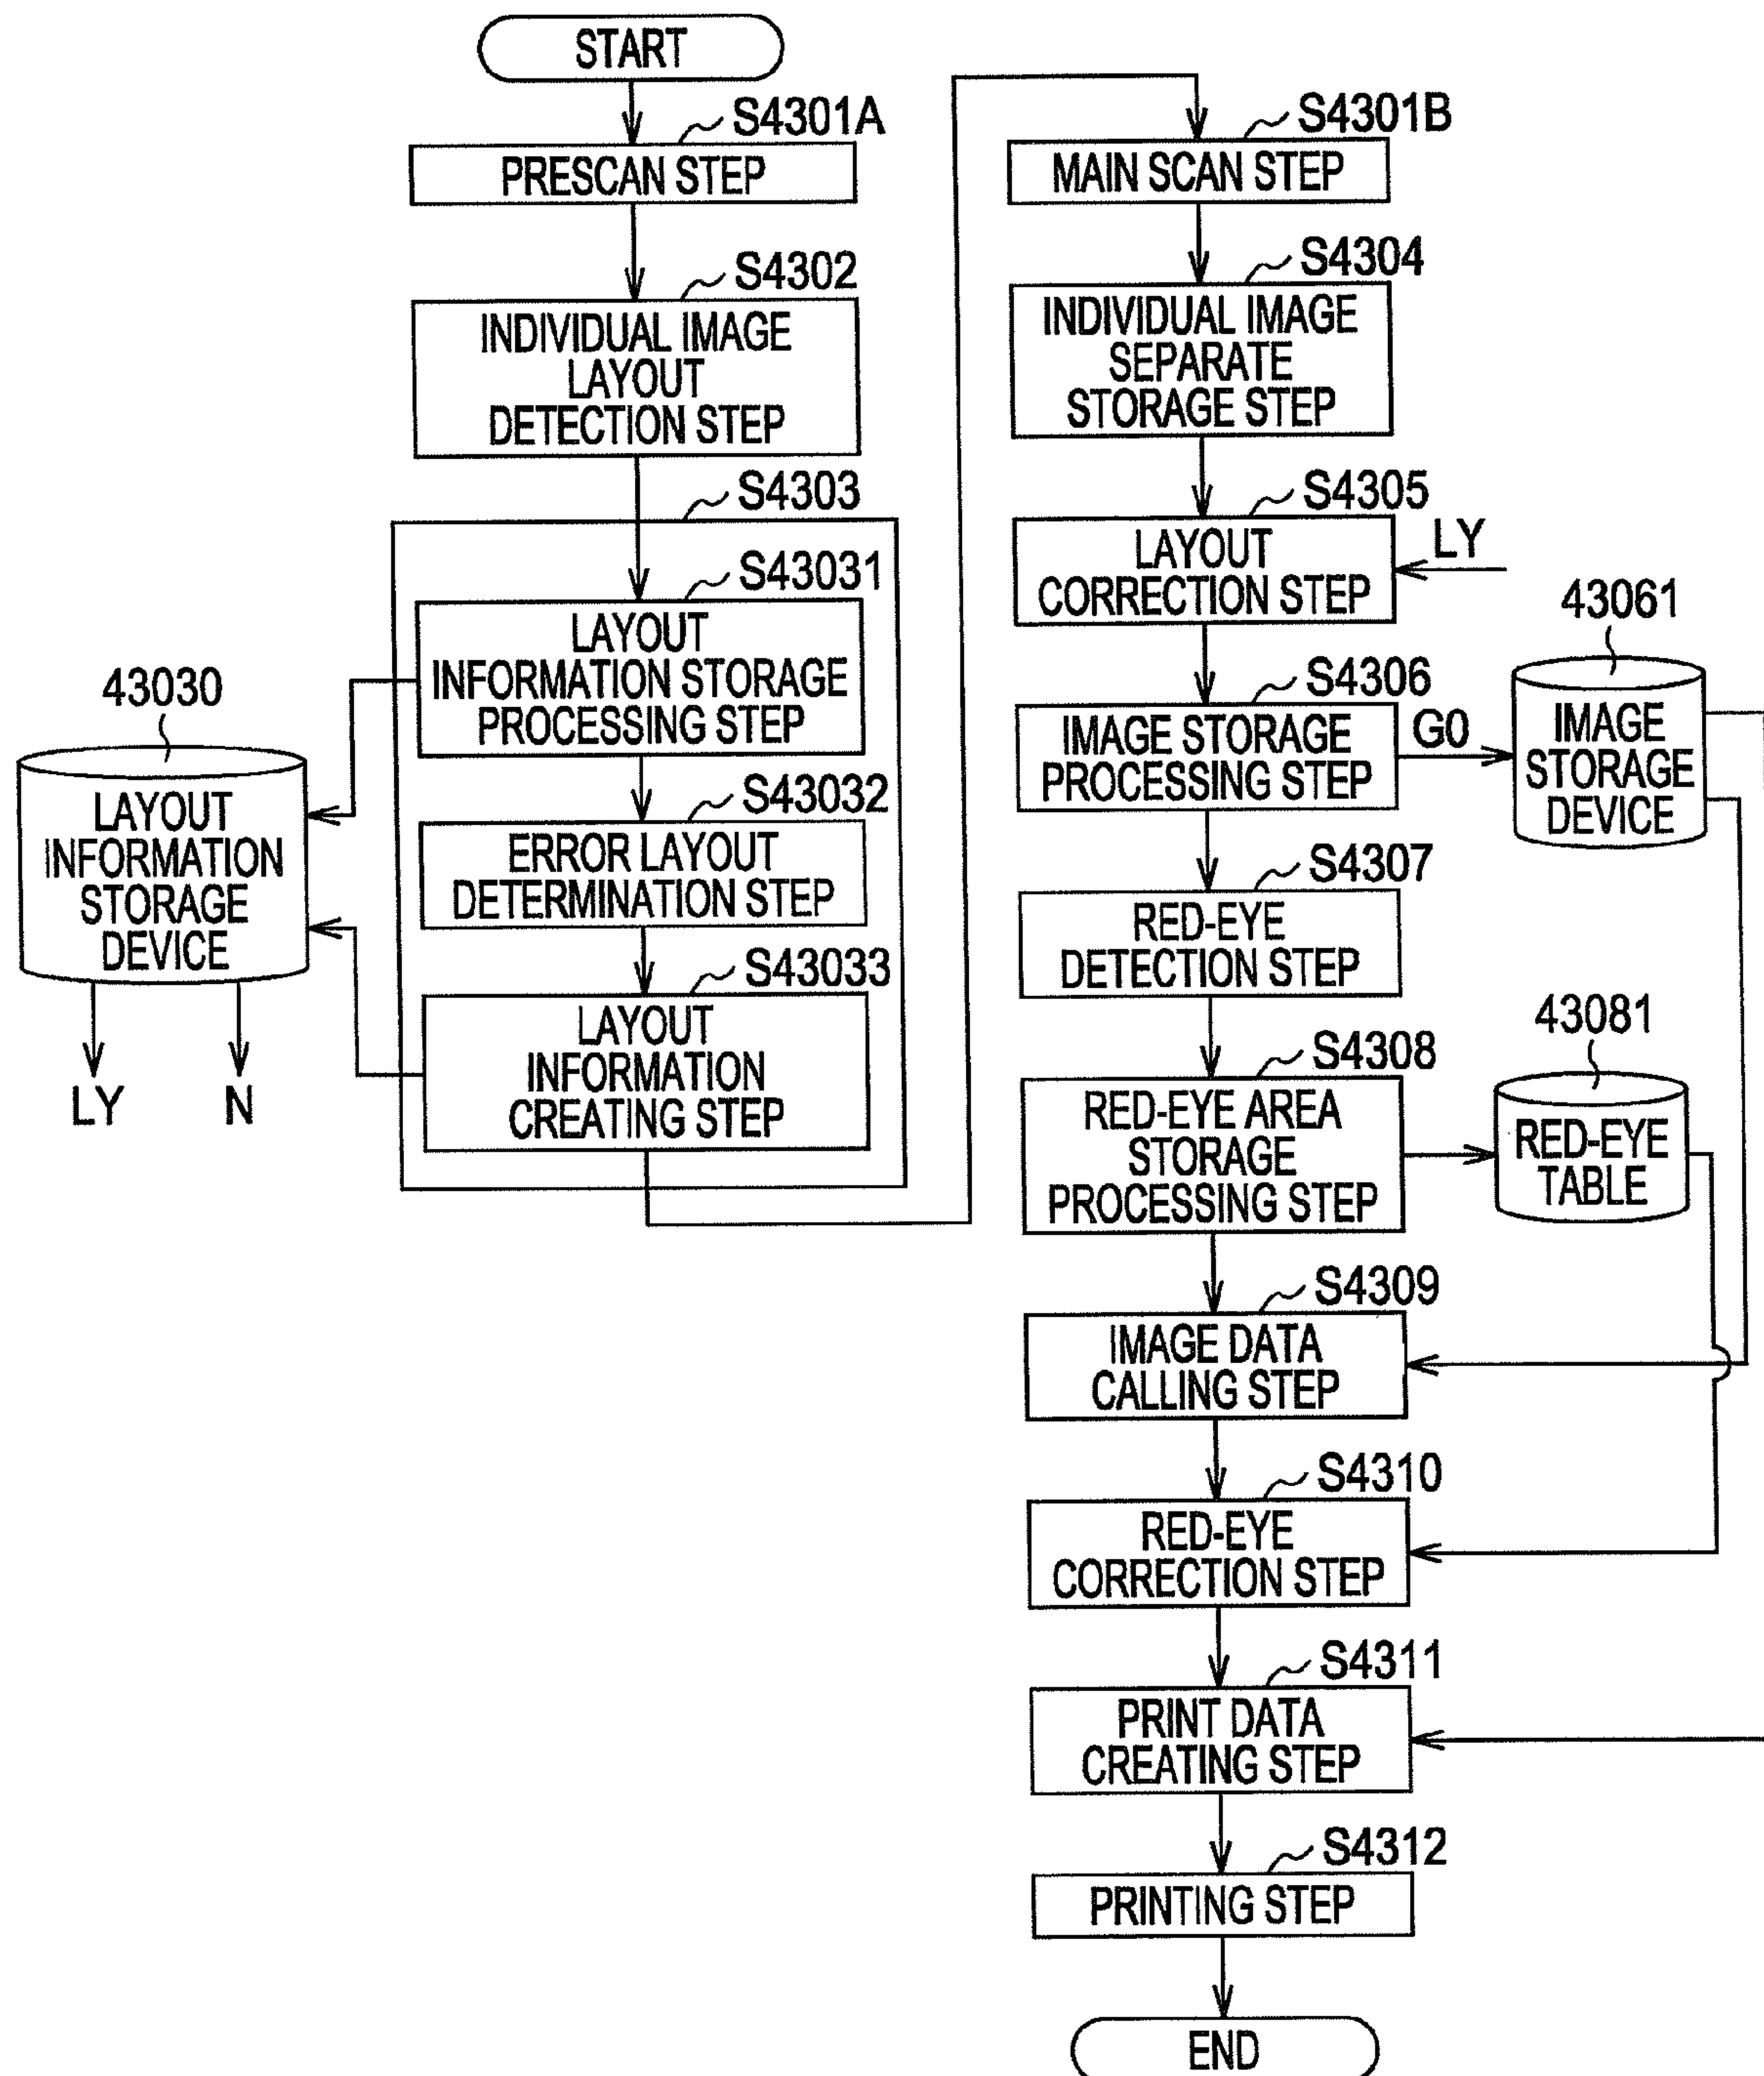 START
S4301A
PRESCAN STEP
S4302
INDIVIDUAL IMAGE
LAYOUT
DETECTION STEP
S4303
S43031
LAYOUT
INFORMATION STORAGE
PROCESSING STEP
S43032
ERROR LAYOUT
DETERMINATION STEP
S43033
LAYOUT
INFORMATION
CREATING STEP
43030
LAYOUT
INFORMATION
STORAGE
DEVICE
LY
N
S4301B
MAIN SCAN STEP
S4304
INDIVIDUAL IMAGE
SEPARATE
STORAGE STEP
S4305
LAYOUT
CORRECTION STEP
LY
S4306
IMAGE STORAGE
PROCESSING STEP
G0
43061
IMAGE
STORAGE
DEVICE
S4307
RED-EYE
DETECTION STEP
S4308
RED-EYE AREA
STORAGE
PROCESSING STEP
43081
RED-EYE
TABLE
S4309
IMAGE DATA
CALLING STEP
S4310
RED-EYE
CORRECTION STEP
S4311
PRINT DATA
CREATING STEP
S4312
PRINTING STEP
END